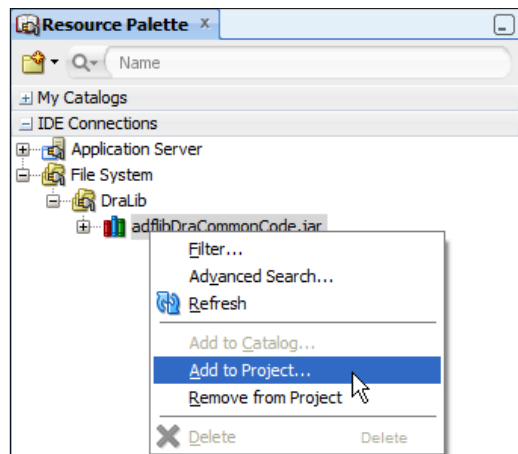 Resource Palette x
Name
My Catalogs
IDE Connections
Application Server
File System
DraLib
adflibDraCommonCode.jar
Filter...
Advanced Search...
Refresh
Add to Catalog...
Add to Project...
Remove from Project
Delete Delete